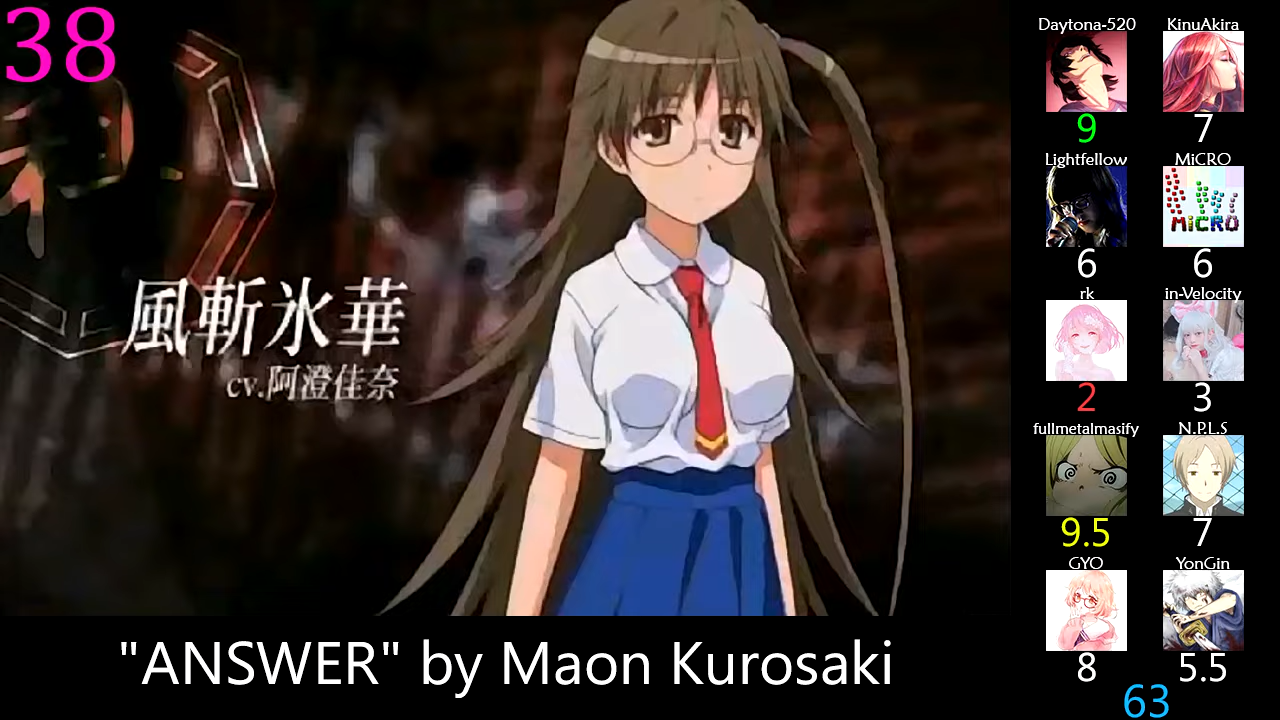 38
風斬氷華
cv.阿澄佳奈
"ANSWER" by Maon Kurosaki
Daytona-520
9
KinuAkira
7
Lightfellow
6
MiCRO
MiCRO
6
rk
2
in-Velocity
3
fullmetalmasify
9.5
N.P.L.S
7
GYO
8
YonGin
5.5
63